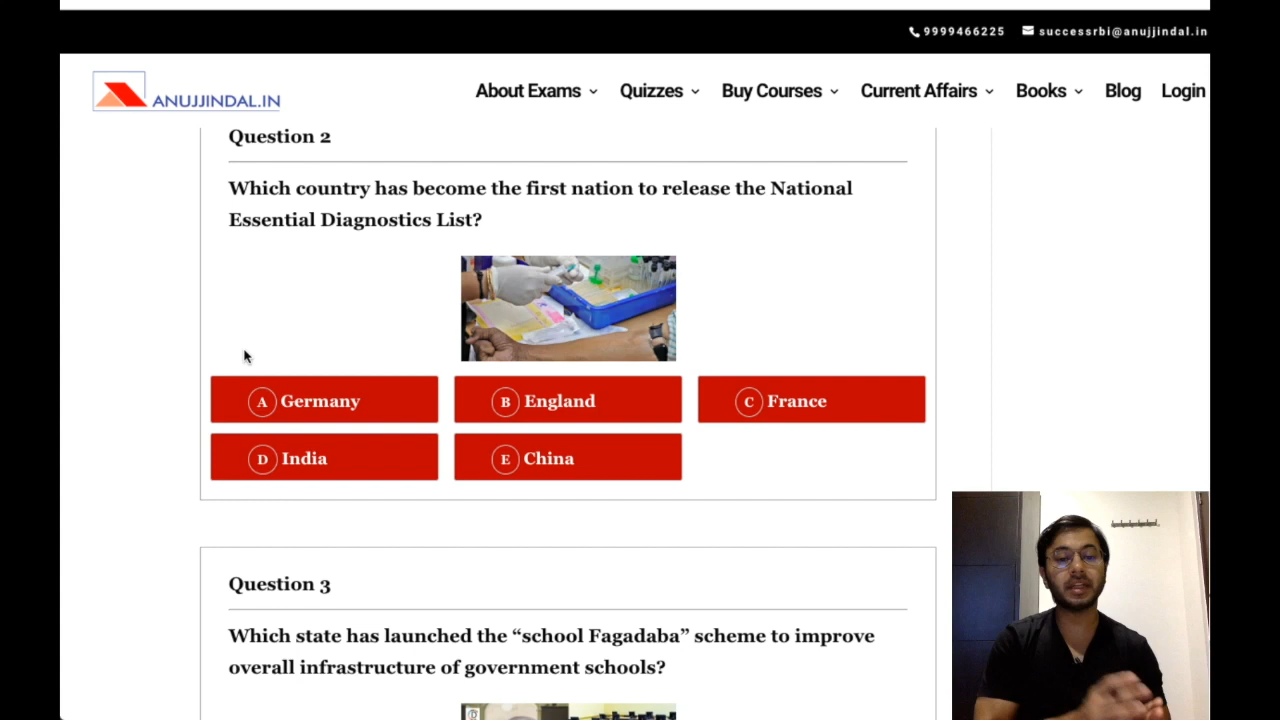 9999466225 successrbi@anujjindal.in
ANUJJINDAL.IN About Exams Quizzes Buy Courses Current Affairs Books Blog Login
Question 2
Which country has become the first nation to release the National
Essential Diagnostics List?
A Germany B England C France
D India E China
Question 3
Which state has launched the “school Fagadaba” scheme to improve
overall infrastructure of government schools?